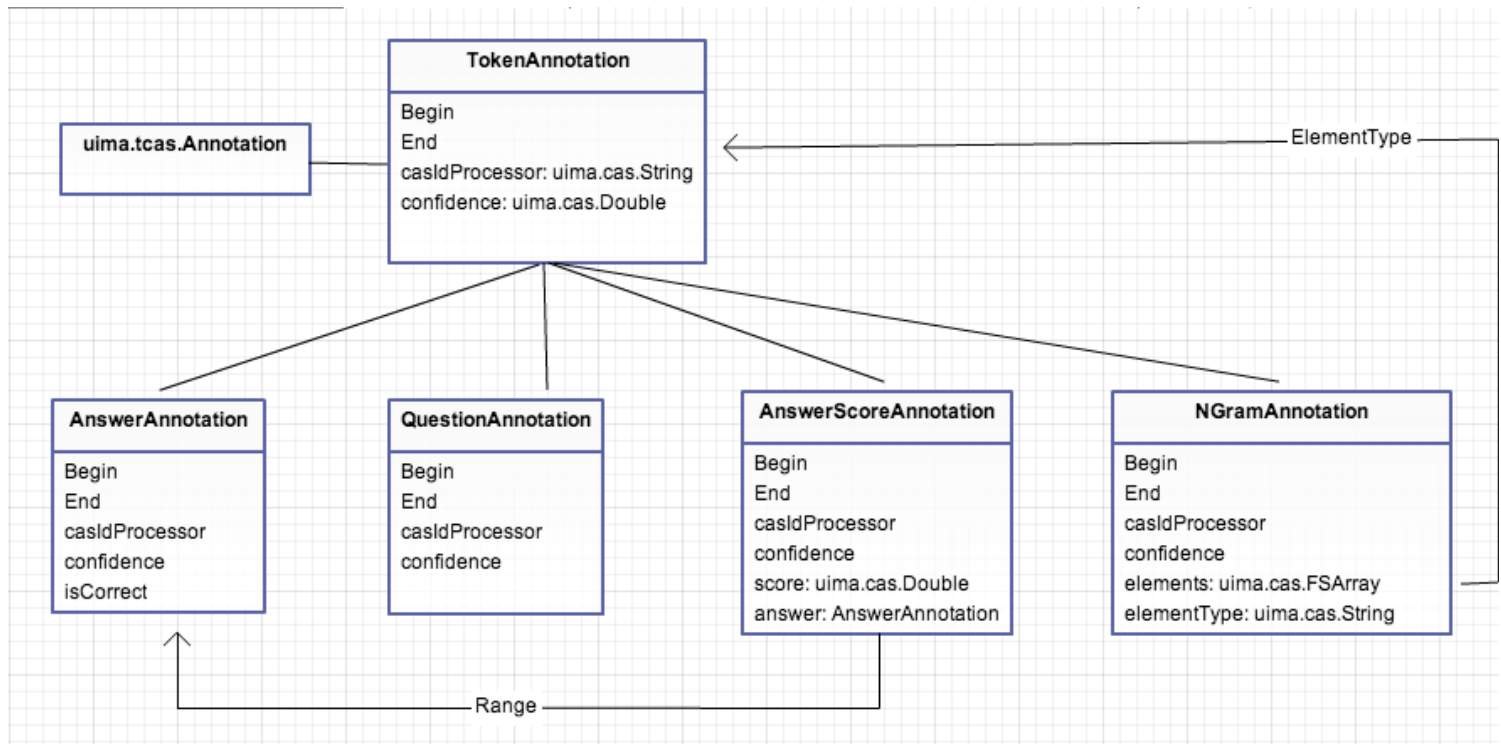 TokenAnnotation
Begin
End
casIdProcessor: uima.cas.String
confidence: uima.cas.Double
uima.tcas.Annotation
ElementType
AnswerAnnotation
Begin
End
casIdProcessor
confidence
isCorrect
QuestionAnnotation
Begin
End
casIdProcessor
confidence
AnswerScoreAnnotation
Begin
End
casIdProcessor
confidence
score: uima.cas.Double
answer: AnswerAnnotation
NGramAnnotation
Begin
End
casIdProcessor
confidence
elements: uima.cas.FSArray
elementType: uima.cas.String
Range